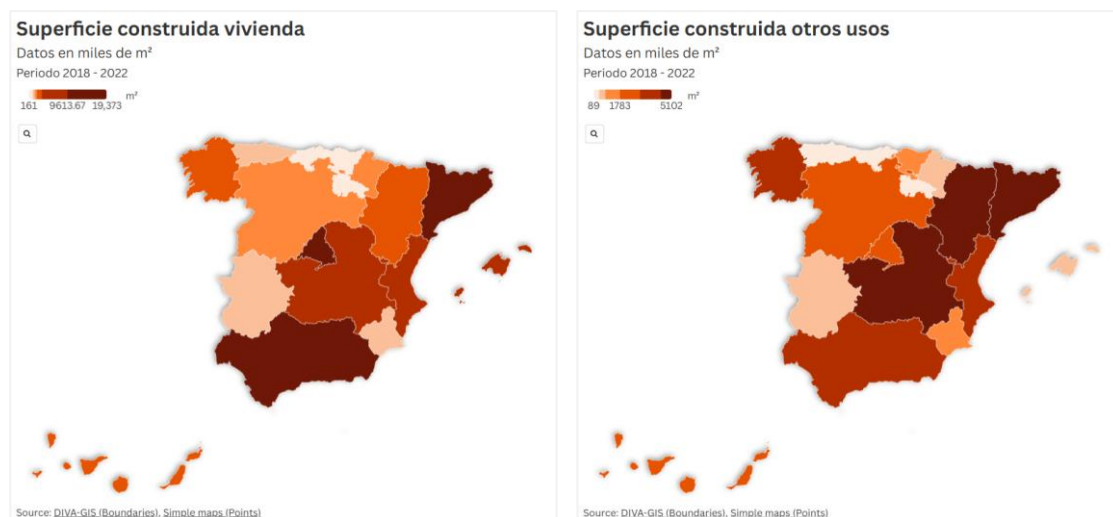 Superficie construida vivienda
Datos en miles de m²
Periodo 2018 - 2022
m²
161 9613.67 19,373
Source: DIVA-GIS (Boundaries), Simple maps (Points)
Superficie construida otros usos
Datos en miles de m²
Periodo 2018 - 2022
m²
89 1783 5102
Source: DIVA-GIS (Boundaries), Simple maps (Points)